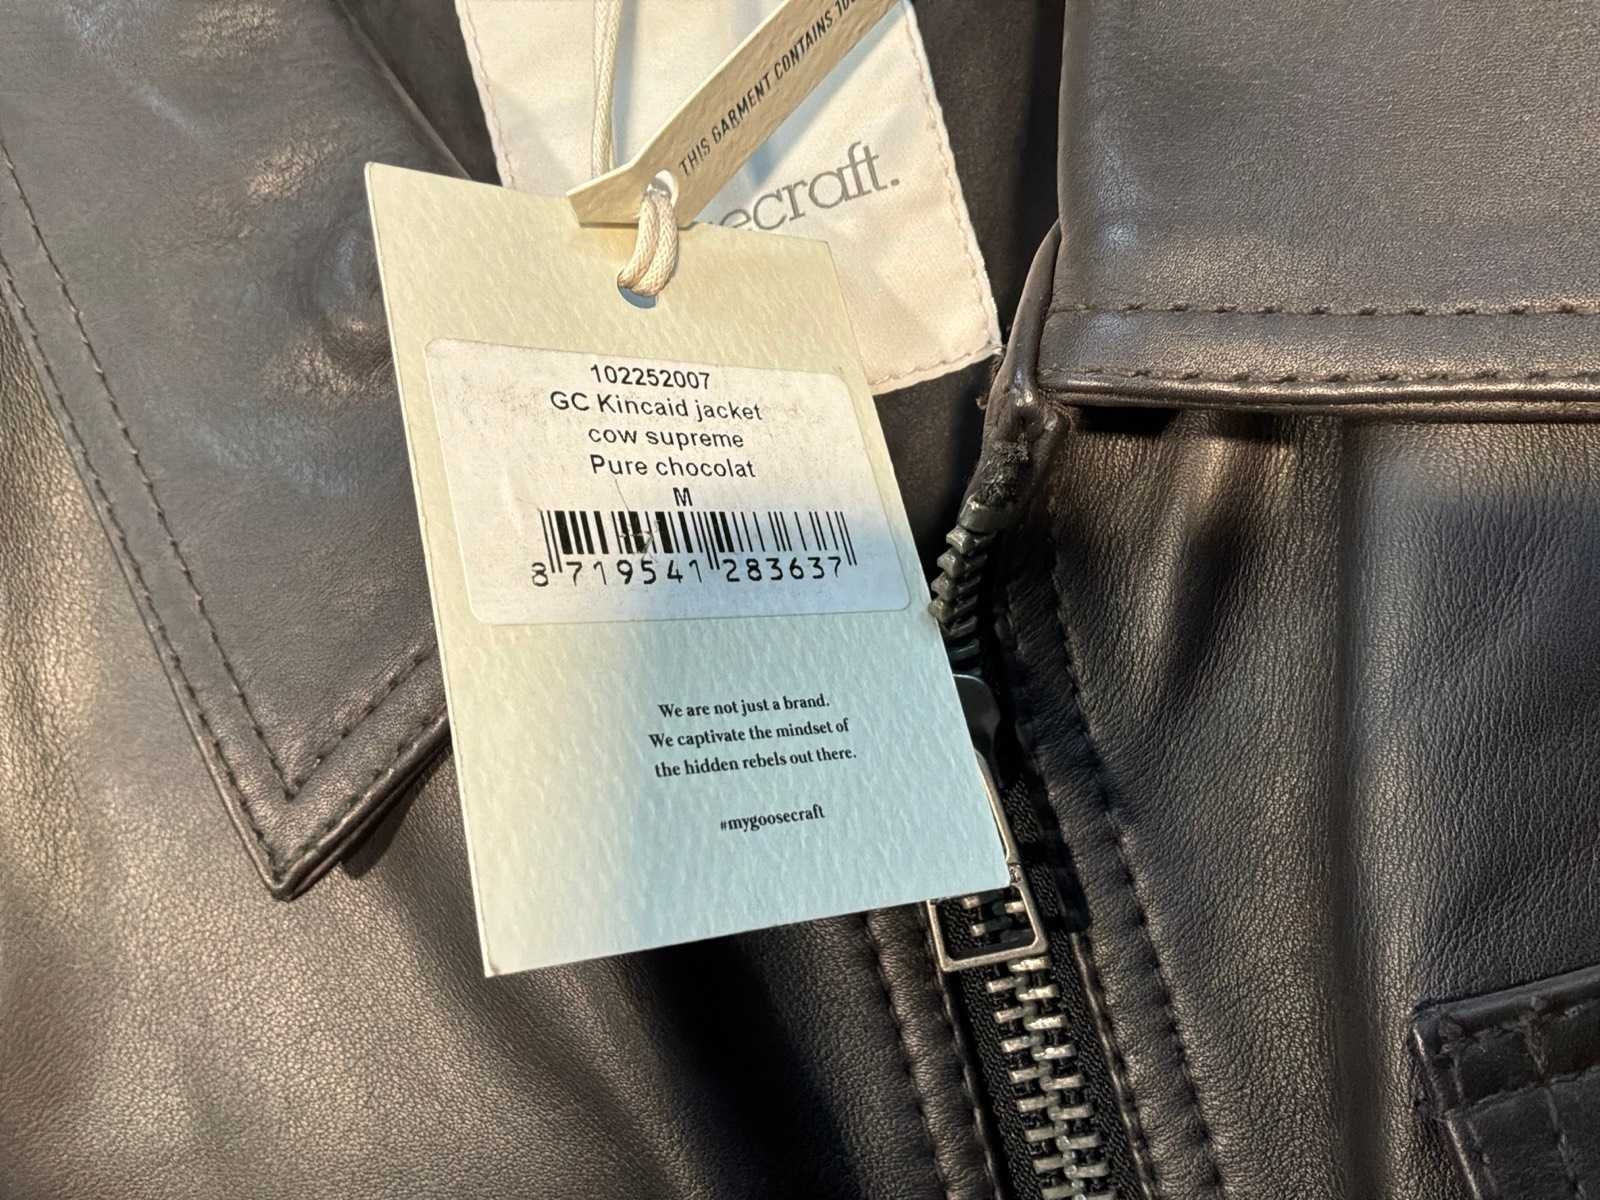 THIS GARMENT CONTAINS
ecraft.
102252007
GC Kincaid jacket
cow supreme
Pure chocolat
M
8 719541 283637
We are not just a brand.
We captivate the mindset of
the hidden rebels out there.
#mygoosecraft